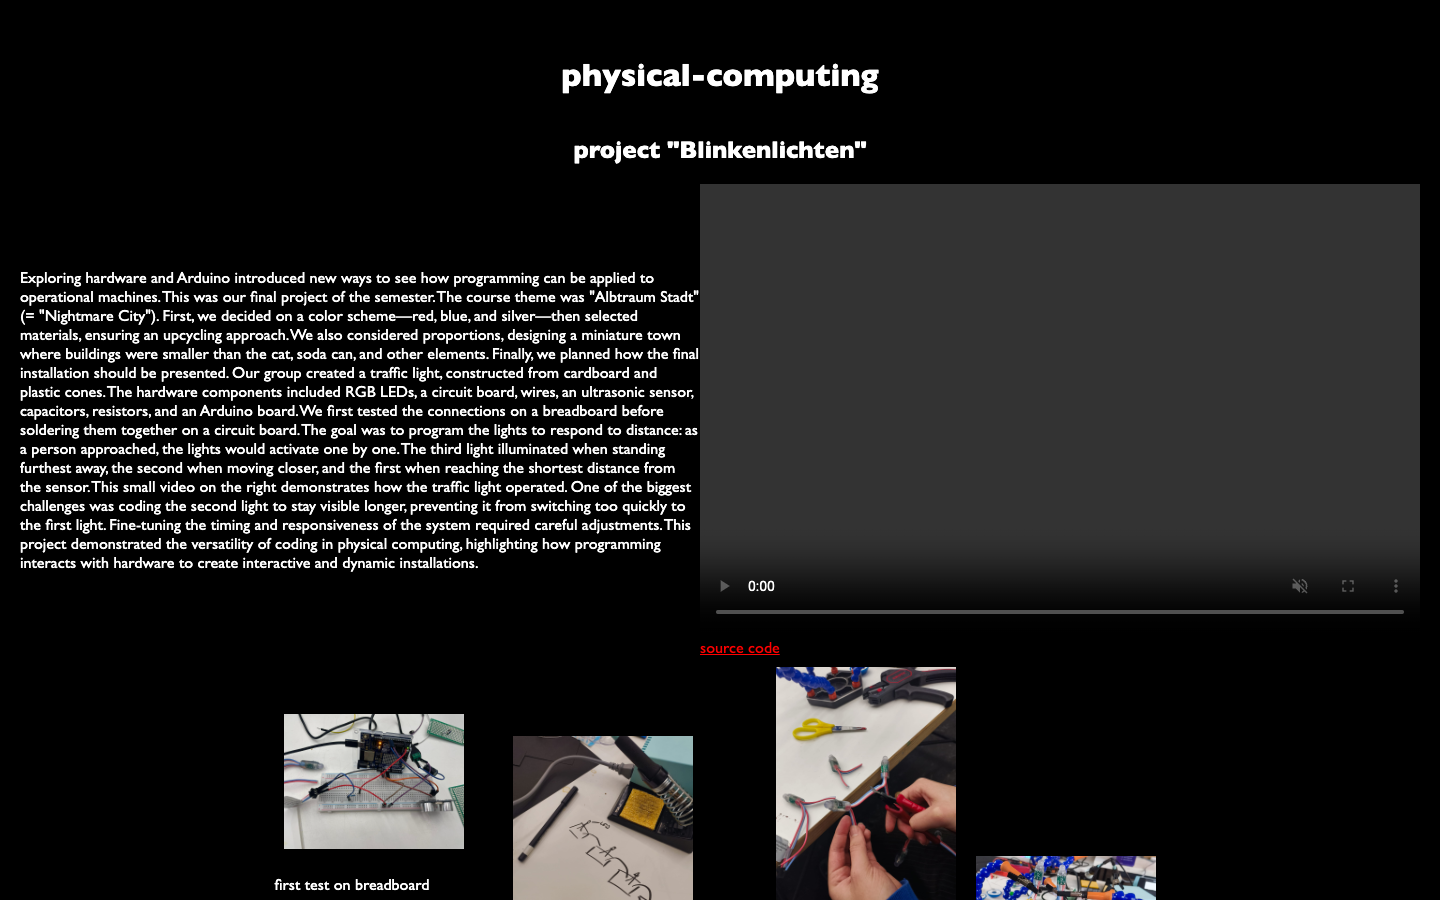 physical-computing
project "Blinkenlichten"
Exploring hardware and Arduino introduced new ways to see how programming can be applied to
operational machines. This was our final project of the semester. The course theme was "Albtraum Stadt"
(= "Nightmare City"). First, we decided on a color scheme—red, blue, and silver—then selected
materials, ensuring an upcycling approach. We also considered proportions, designing a miniature town
where buildings were smaller than the cat, soda can, and other elements. Finally, we planned how the final
installation should be presented. Our group created a traffic light, constructed from cardboard and
plastic cones. The hardware components included RGB LEDs, a circuit board, wires, an ultrasonic sensor,
capacitors, resistors, and an Arduino board. We first tested the connections on a breadboard before
soldering them together on a circuit board. The goal was to program the lights to respond to distance: as
a person approached, the lights would activate one by one. The third light illuminated when standing
furthest away, the second when moving closer, and the first when reaching the shortest distance from
the sensor. This small video on the right demonstrates how the traffic light operated. One of the biggest
challenges was coding the second light to stay visible longer, preventing it from switching too quickly to
the first light. Fine-tuning the timing and responsiveness of the system required careful adjustments. This
project demonstrated the versatility of coding in physical computing, highlighting how programming
interacts with hardware to create interactive and dynamic installations.
0:00
source code
first test on breadboard